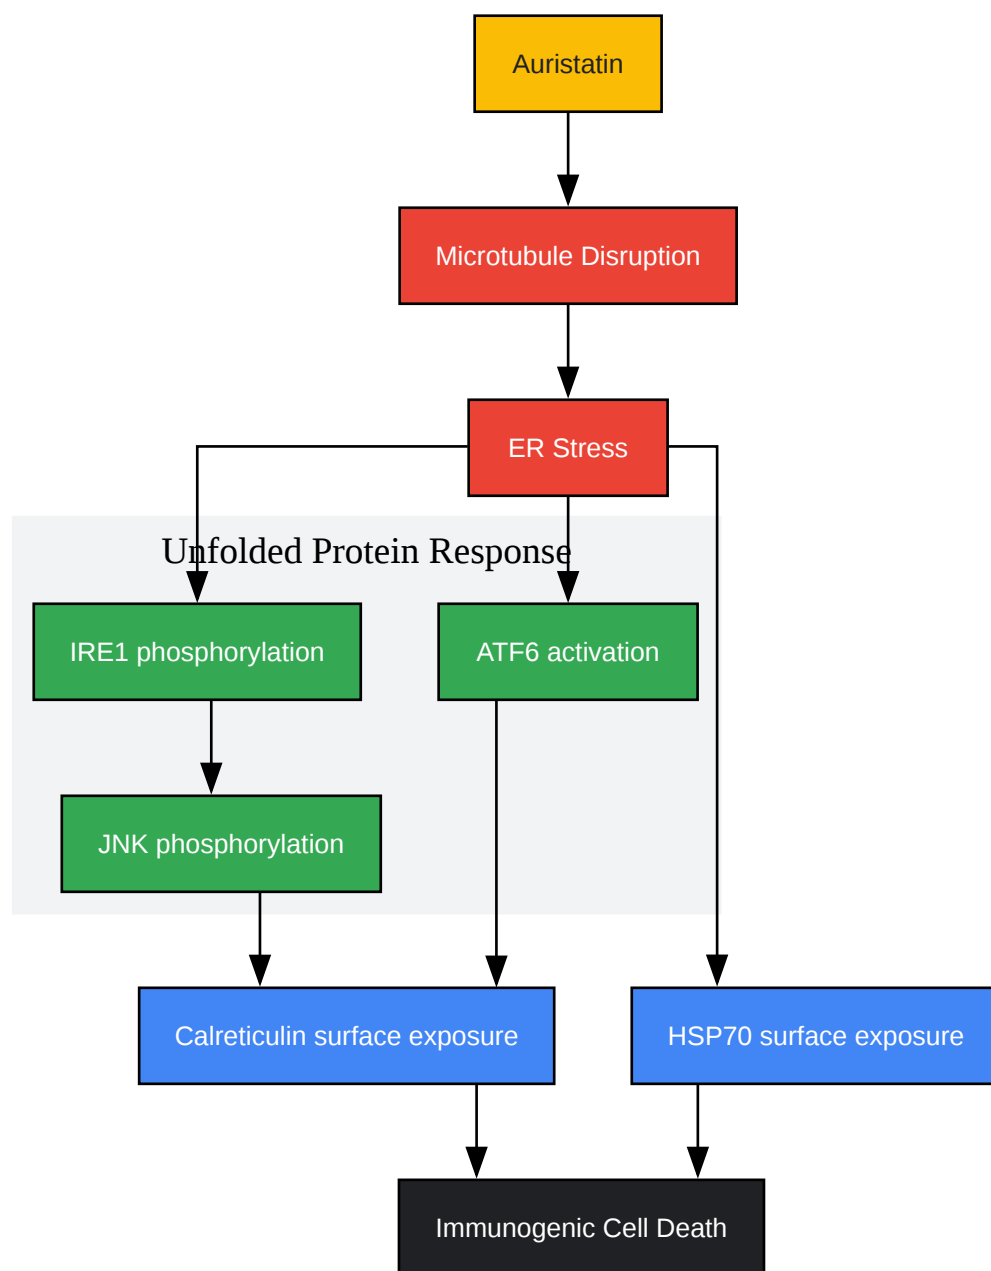 Auristatin
Microtubule Disruption
ER Stress
Unfolded Protein Response
IRE1 phosphorylation
ATF6 activation
JNK phosphorylation
Calreticulin surface exposure
HSP70 surface exposure
Immunogenic Cell Death